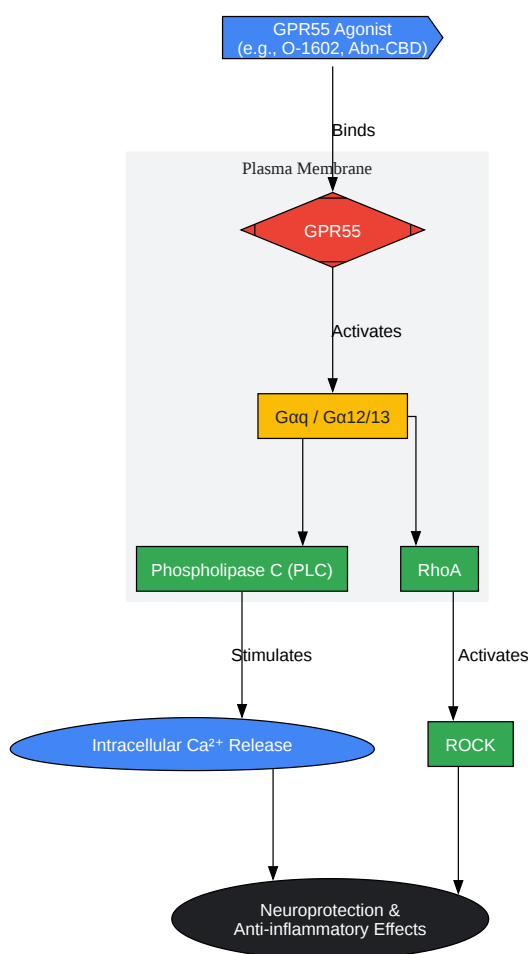 GPR55 Agonist
(e.g., O-1602, Abn-CBD)
Binds
Plasma Membrane
GPR55
Activates
Gαq / Gα12/13
Phospholipase C (PLC)
RhoA
Stimulates
Activates
Intracellular Ca²⁺ Release
ROCK
Neuroprotection &
Anti-inflammatory Effects